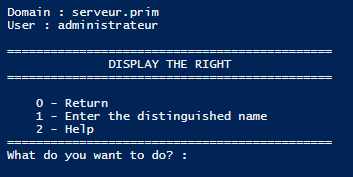 Domain : serveur.prim
User : administrateur
=============================================
DISPLAY THE RIGHT
=============================================
0 - Return
1 - Enter the distinguished name
2 - Help
=============================================
What do you want to do? :